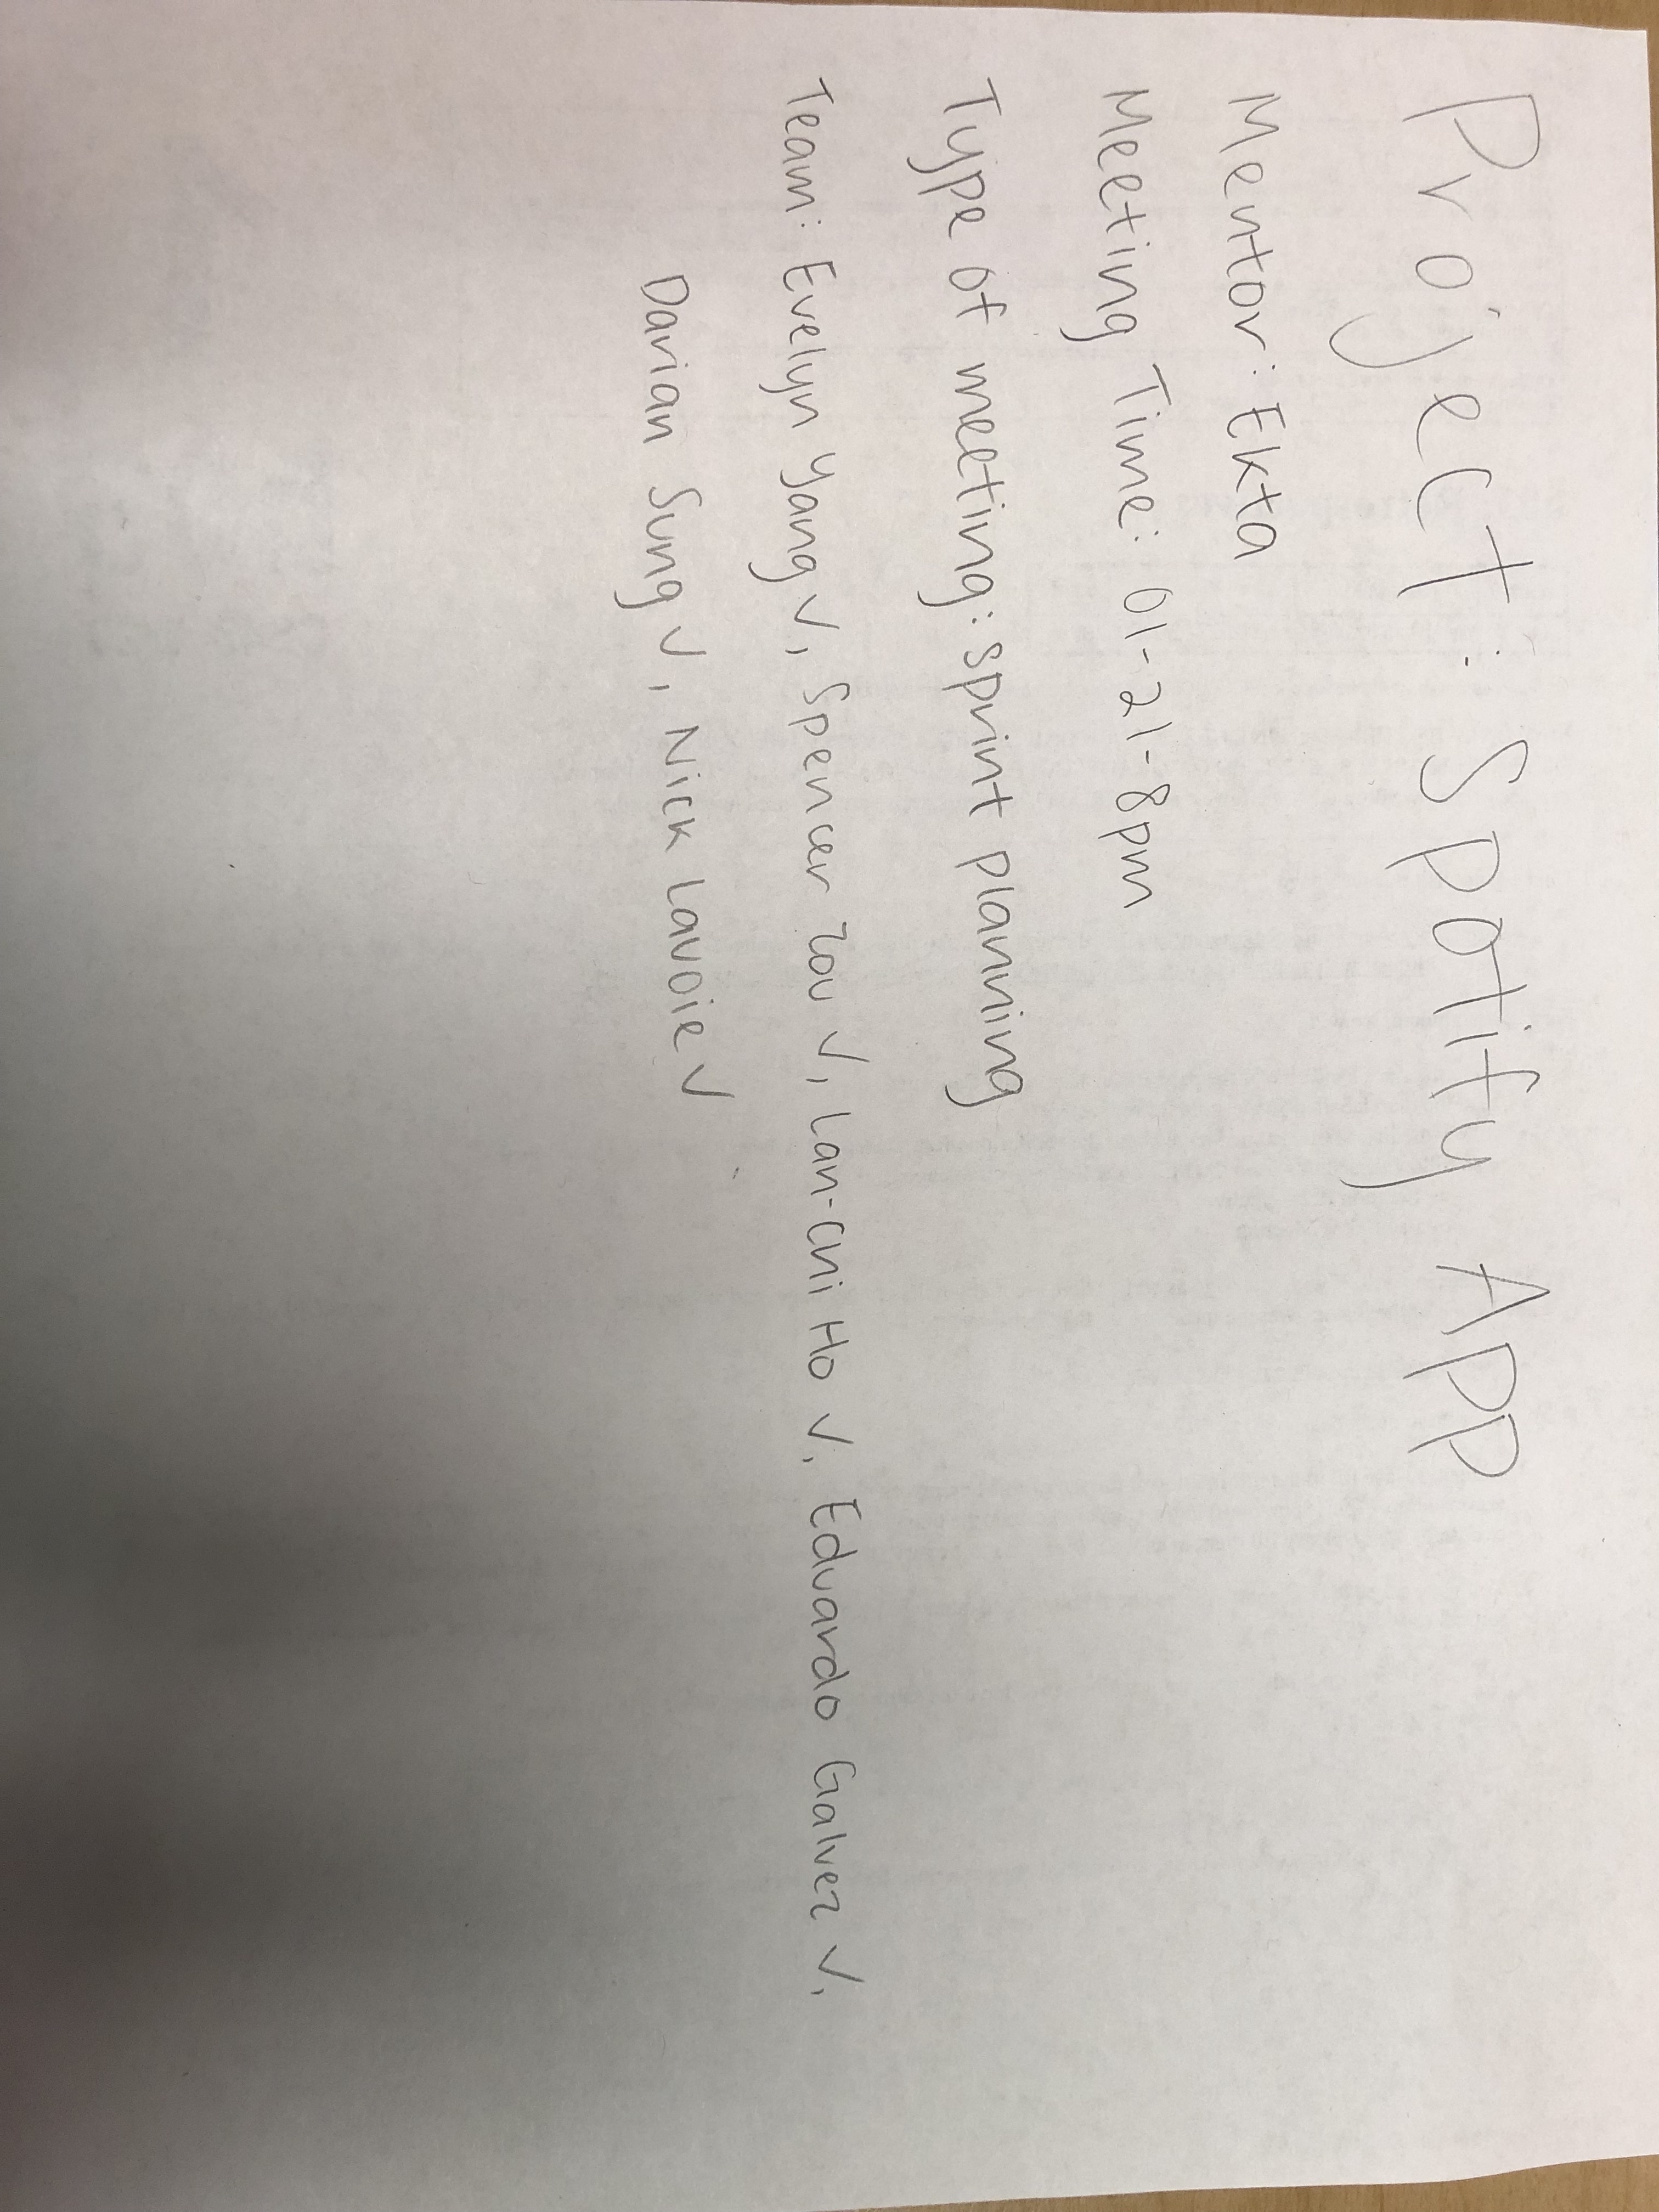 Project: Spotify App
Mentor: Ekta
Meeting Time: 01-21-8pm
Type of meeting: sprint planning
Team: Evelyn Yang ✓, Spencer Zou ✓, Lan-Chi Ho ✓, Eduardo Galvez ✓,
Darian Sung ✓, Nick Lavoie ✓